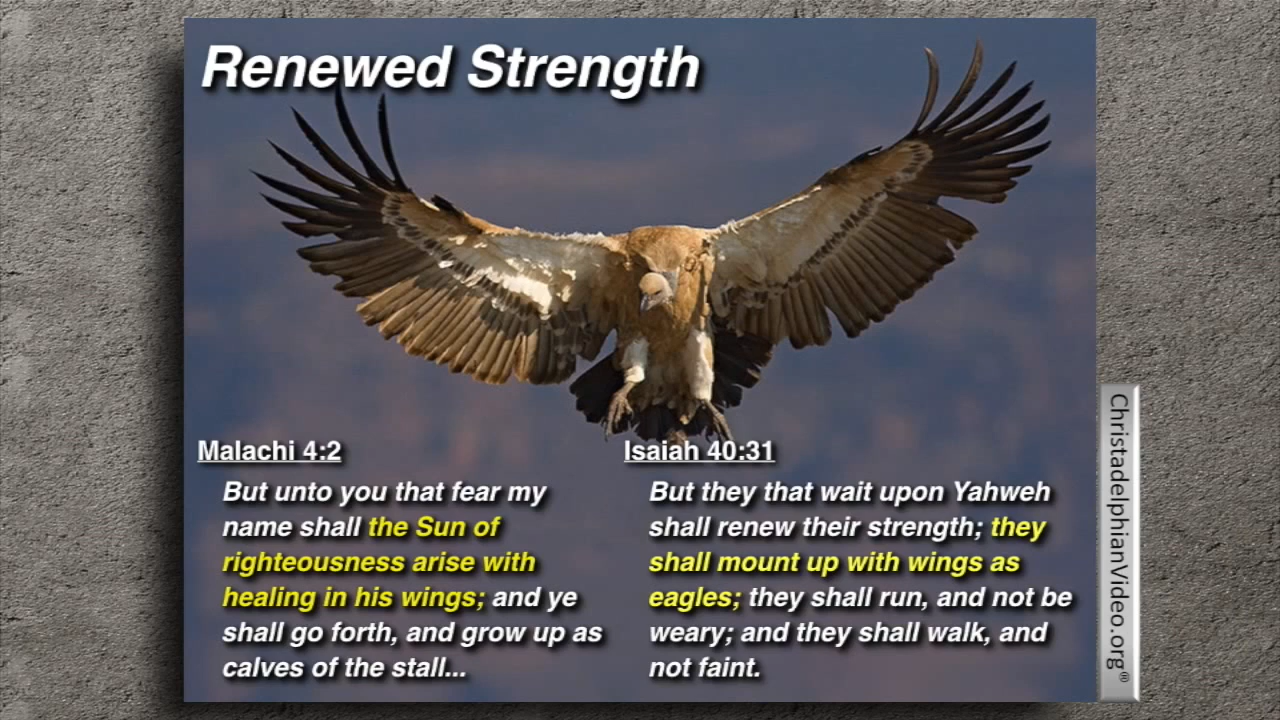 Renewed Strength
Malachi 4:2
But unto you that fear my
name shall the Sun of
righteousness arise with
healing in his wings; and ye
shall go forth, and grow up as
calves of the stall...
Isaiah 40:31
But they that wait upon Yahweh
shall renew their strength; they
shall mount up with wings as
eagles; they shall run, and not be
weary; and they shall walk, and
not faint.
ChristadelphianVideo.org®